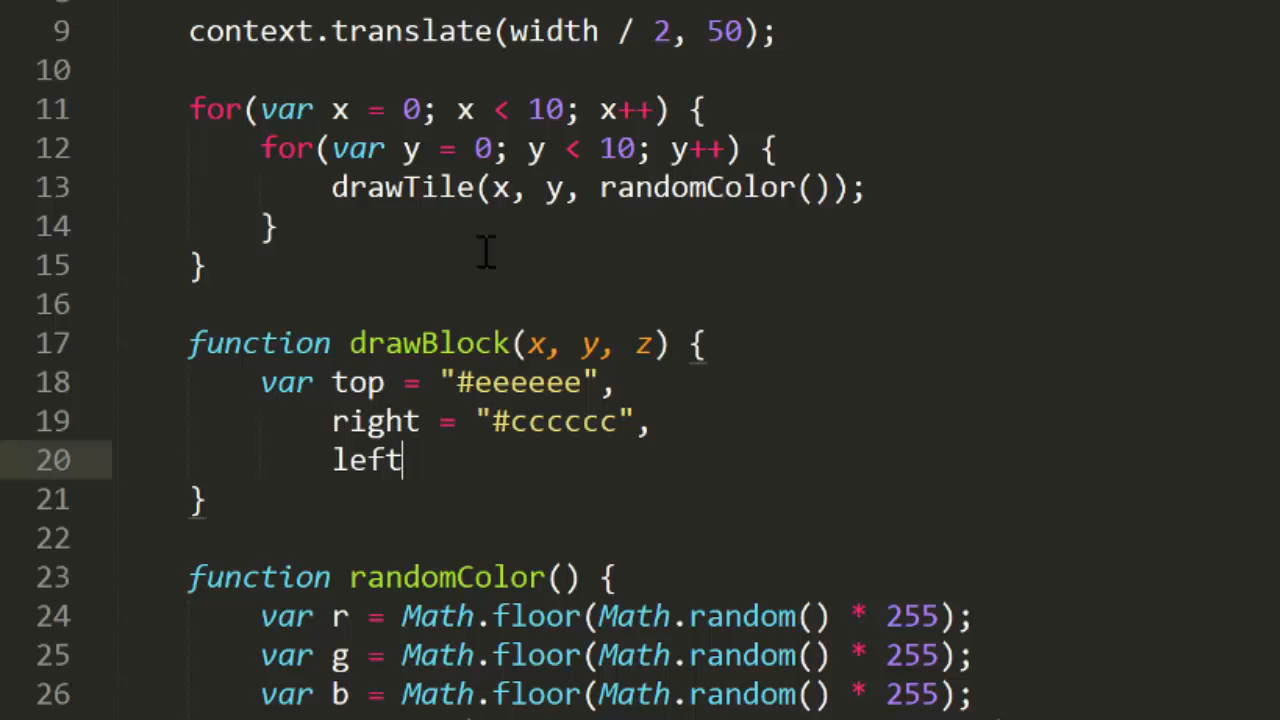 9 context.translate(width / 2, 50);
10
11 for(var x = 0; x < 10; x++) {
12 for(var y = 0; y < 10; y++) {
13 drawTile(x, y, randomColor());
14 }
15 }
16
17 function drawBlock(x, y, z) {
18 var top = "#eeeeee",
19 right = "#cccccc",
20 left
21 }
22
23 function randomColor() {
24 var r = Math.floor(Math.random() * 255);
25 var g = Math.floor(Math.random() * 255);
26 var b = Math.floor(Math.random() * 255);